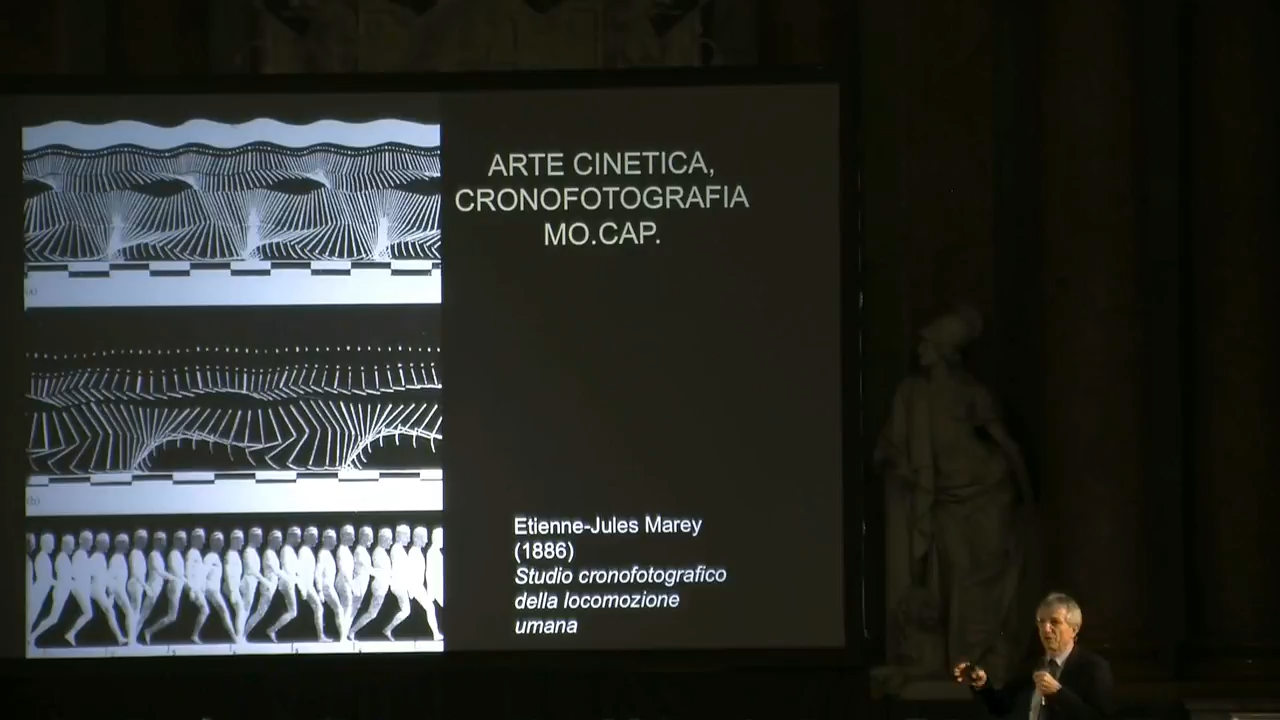 ARTE CINETICA,
CRONOFOTOGRAFIA
MO.CAP.
(b)
Etienne-Jules Marey
(1886)
Studio cronofotografico
della locomozione
umana